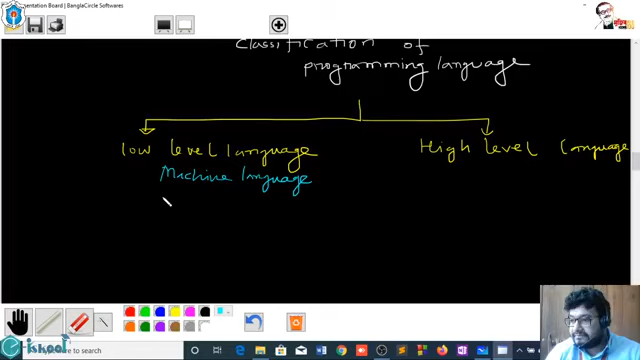 esentation Board | BanglaCircle Softwares
Classification of
programming language
low level language
High level language
Machine language
e-iskool
type here to search